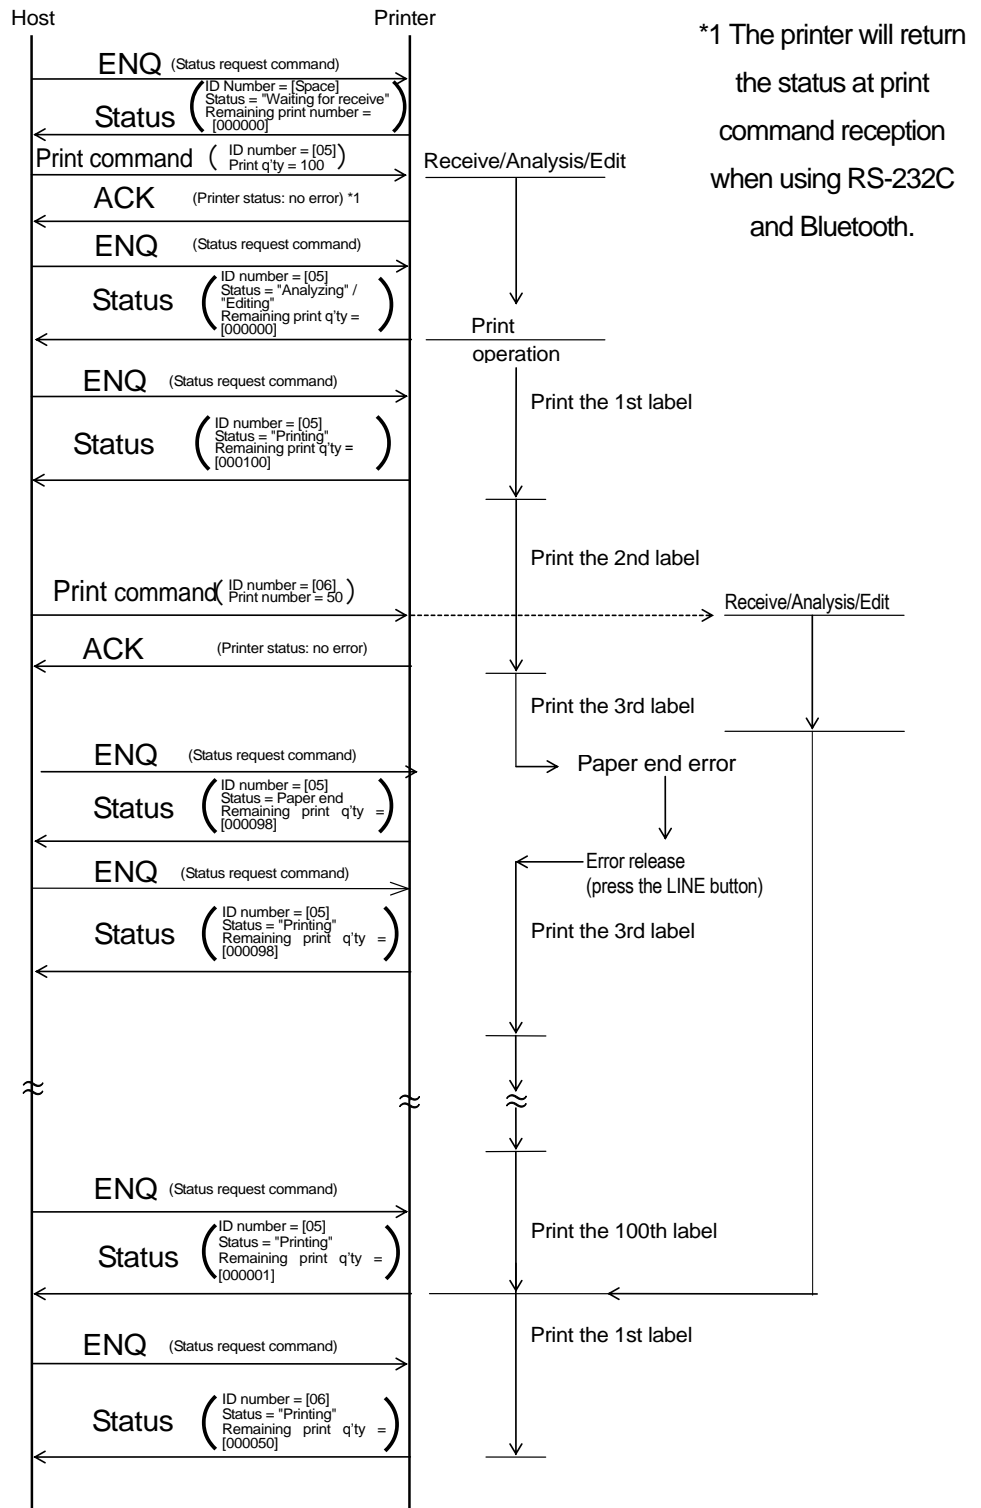 Host
Printer
*1 The printer will return
the status at print
command reception
when using RS-232C
and Bluetooth.
ENQ (Status request command)
Status
ID Number = [Space]
Status = "Waiting for receive"
Remaining print number =
[000000]
Print command
( ID number = [05]
Print q'ty = 100 )
Receive/Analysis/Edit
ACK (Printer status: no error) *1
ENQ (Status request command)
Status
ID number = [05]
Status = "Analyzing" /
"Editing"
Remaining print q'ty =
[000000]
Print
operation
ENQ (Status request command)
Print the 1st label
Status
ID number = [05]
Status = "Printing"
Remaining print q'ty =
[000100]
Print the 2nd label
Print command
( ID number = [06]
Print number = 50 )
Receive/Analysis/Edit
ACK (Printer status: no error)
Print the 3rd label
ENQ (Status request command)
Paper end error
Status
ID number = [05]
Status = Paper end
Remaining print q'ty =
[000098]
Error release
(press the LINE button)
ENQ (Status request command)
Status
ID number = [05]
Status = "Printing"
Remaining print q'ty =
[000098]
Print the 3rd label
ENQ (Status request command)
Print the 100th label
Status
ID number = [05]
Status = "Printing"
Remaining print q'ty =
[000001]
Print the 1st label
ENQ (Status request command)
Status
ID number = [06]
Status = "Printing"
Remaining print q'ty =
[000050]